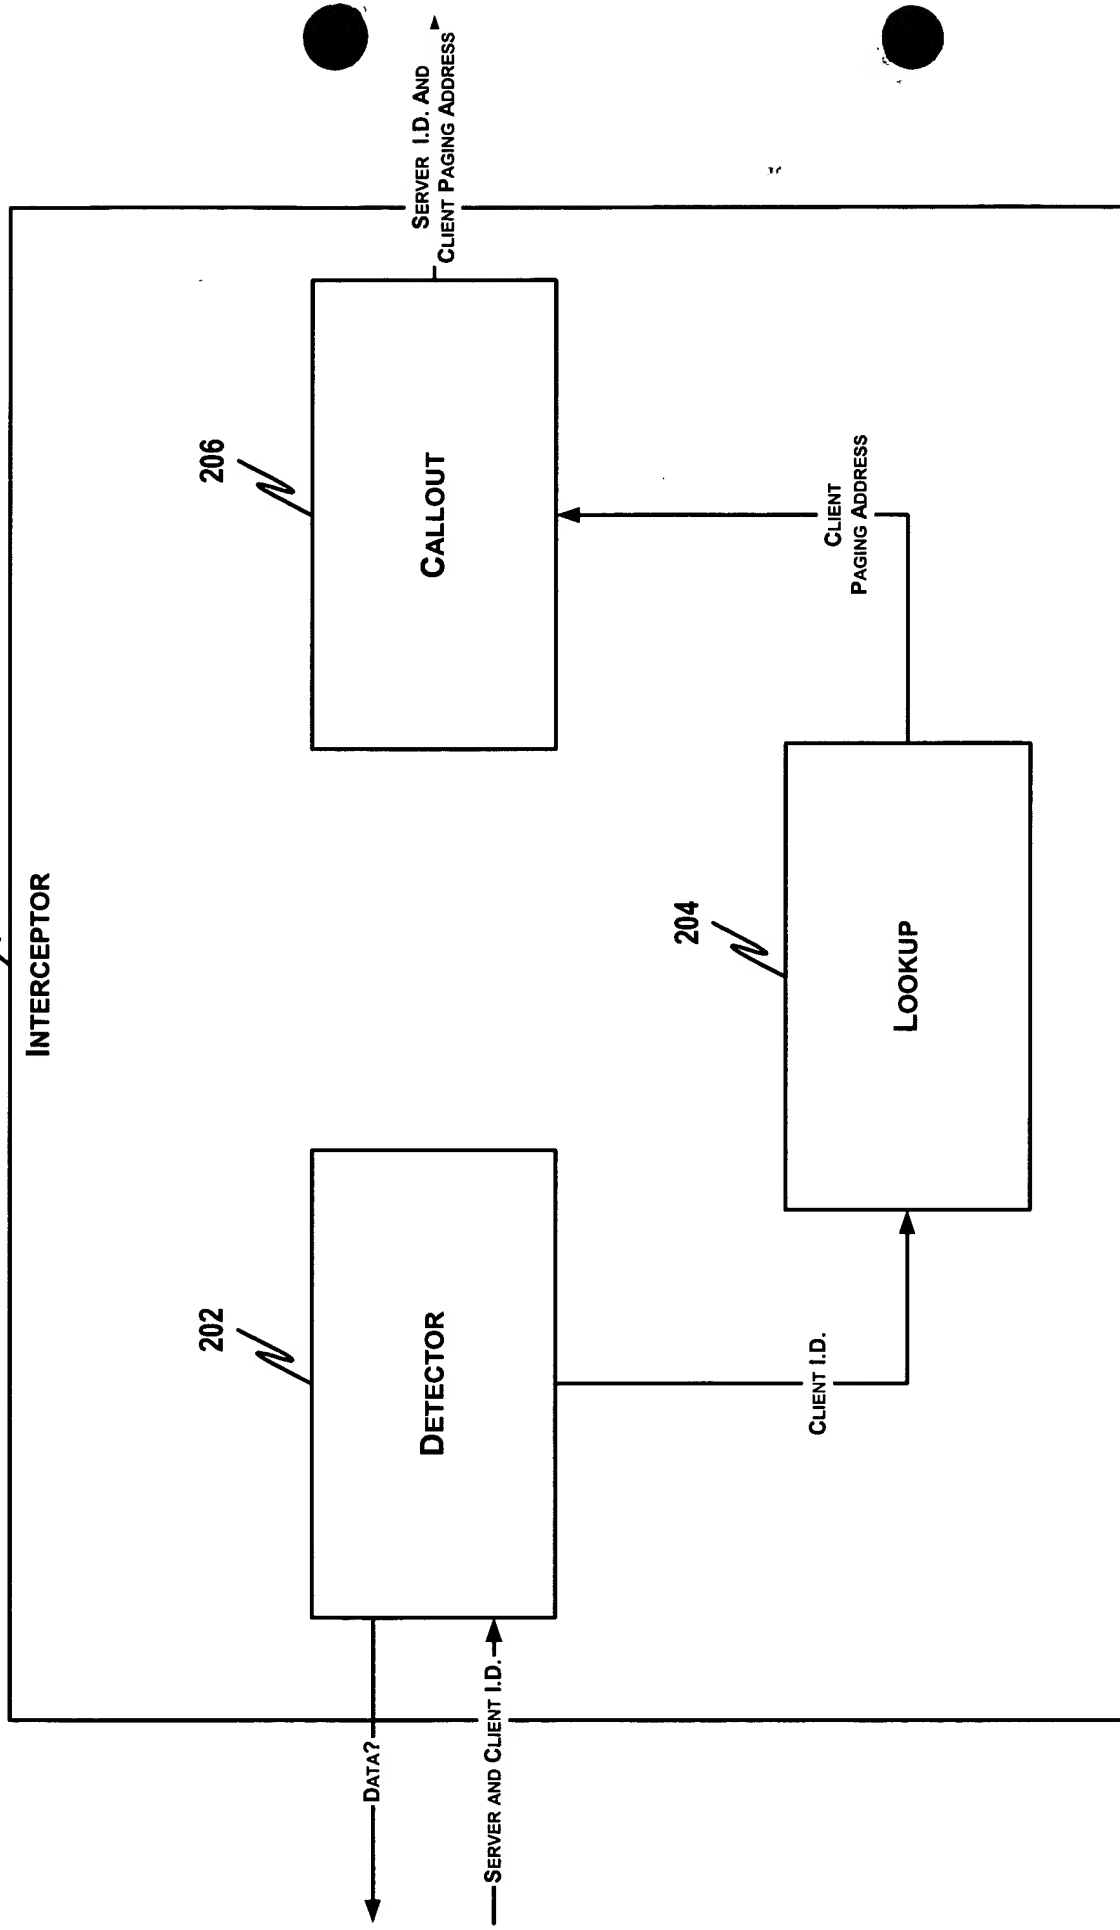 INTERCEPTOR
202
DETECTOR
DATA?
SERVER AND CLIENT I.D.
CLIENT I.D.
204
LOOKUP
CLIENT
PAGING ADDRESS
206
CALLOUT
SERVER I.D. AND
CLIENT PAGING ADDRESS